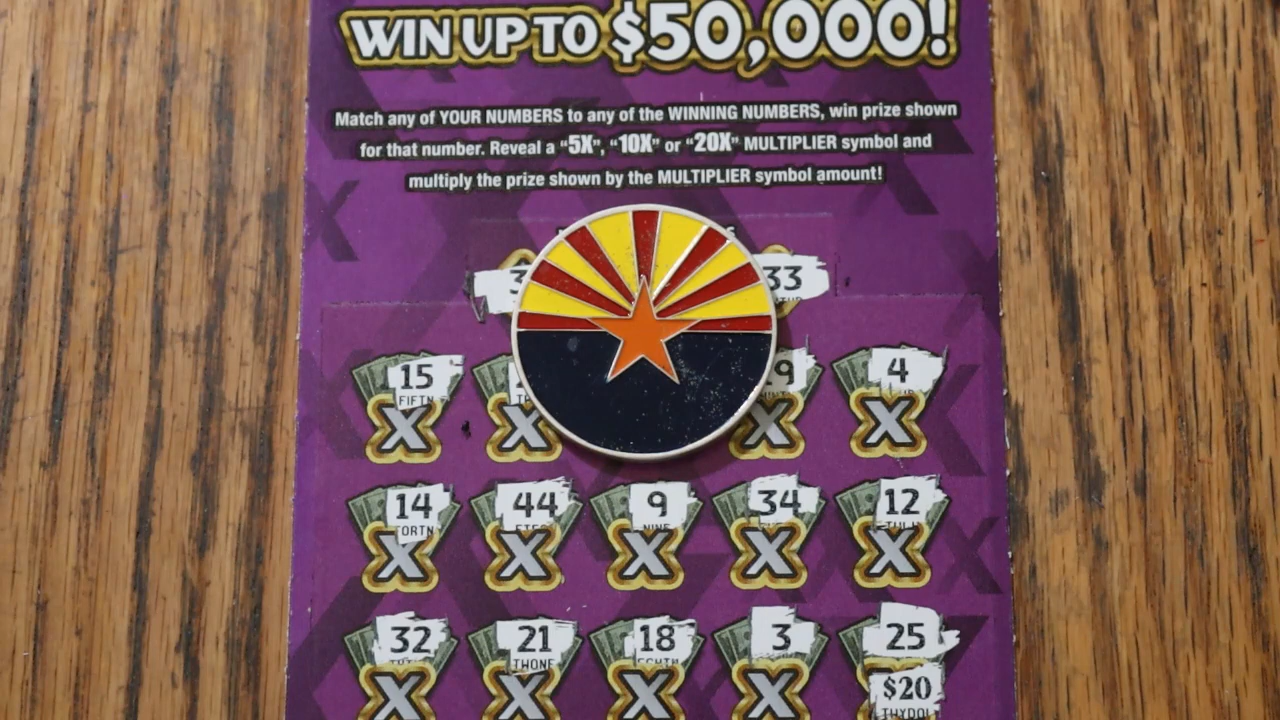 WIN UP TO $50,000!
Match any of YOUR NUMBERS to any of the WINNING NUMBERS, win prize shown
for that number. Reveal a "5X", "10X" or "20X" MULTIPLIER symbol and
multiply the prize shown by the MULTIPLIER symbol amount!
33
15 4
FIFTN
X X X X
14 44 9 34 12
X X X X X
32 21 18 3 25
TWONE
X X X X $20